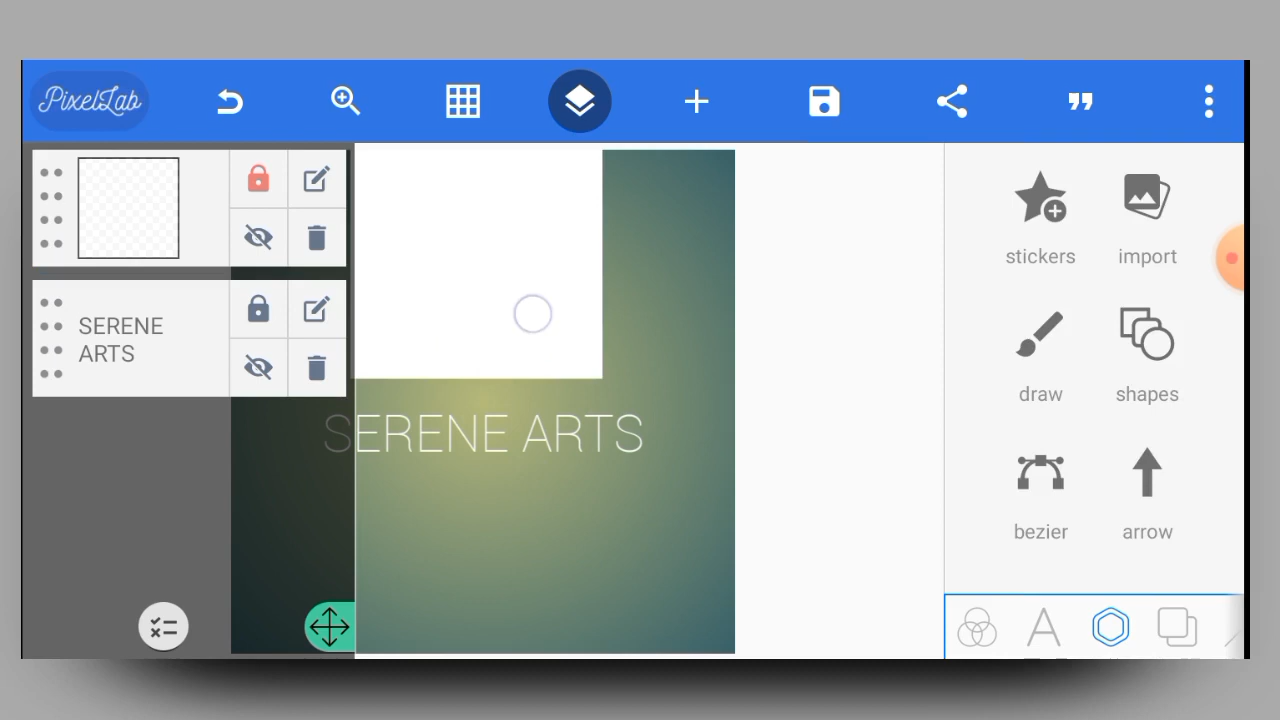 PixelLab
SERENE
ARTS
SERENE ARTS
stickers
import
draw
shapes
bezier
arrow